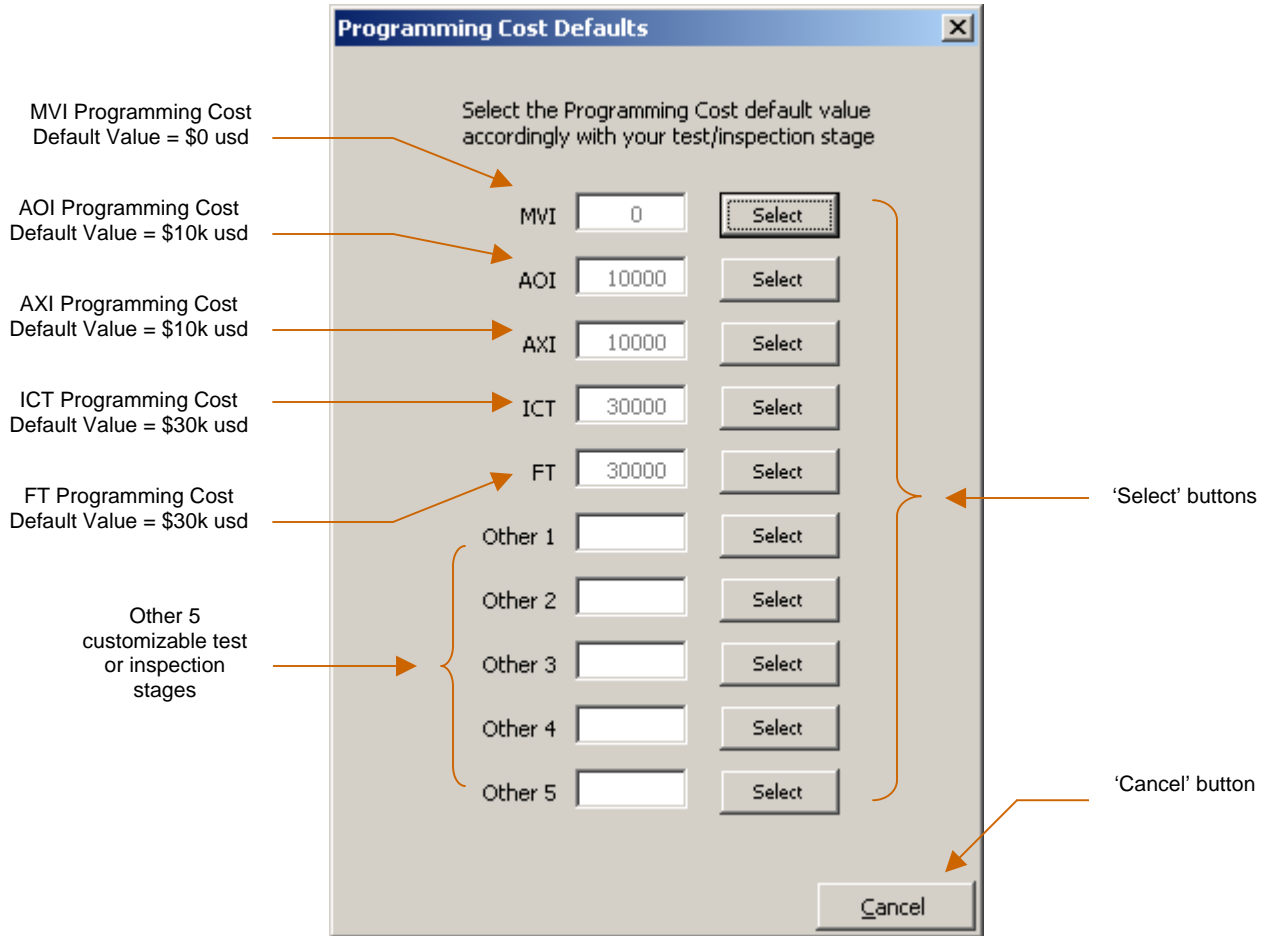 Programming Cost Defaults
Select the Programming Cost default value
accordingly with your test/inspection stage
MVI Programming Cost
Default Value = $0 usd
AOI Programming Cost
Default Value = $10k usd
AXI Programming Cost
Default Value = $10k usd
ICT Programming Cost
Default Value = $30k usd
FT Programming Cost
Default Value = $30k usd
Other 5
customizable test
or inspection
stages
MVI 0 Select
AOI 10000 Select
AXI 10000 Select
ICT 30000 Select
FT 30000 Select
Other 1 Select
Other 2 Select
Other 3 Select
Other 4 Select
Other 5 Select
Cancel
‘Select’ buttons
‘Cancel’ button